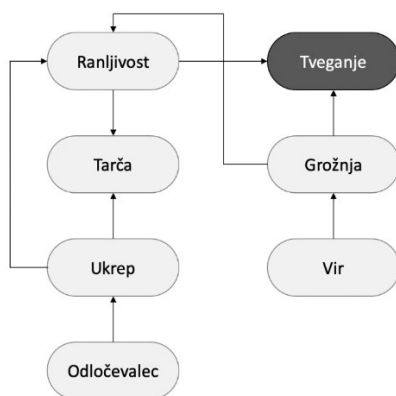 Ranljivost
Tveganje
Tarča
Grožnja
Ukrep
Vir
Odločevalec